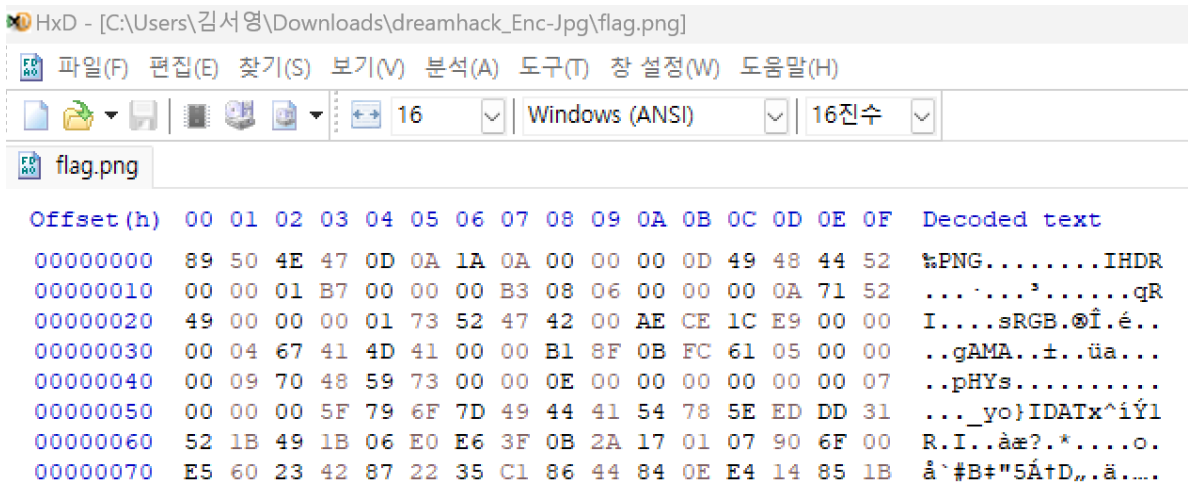 HxD - [C:\Users\김서영\Downloads\dreamhack_Enc-Jpg\flag.png]
파일(F) 편집(E) 찾기(S) 보기(V) 분석(A) 도구(T) 창 설정(W) 도움말(H)
16 Windows (ANSI) 16진수
flag.png
Offset(h) 00 01 02 03 04 05 06 07 08 09 0A 0B 0C 0D 0E 0F Decoded text
00000000 89 50 4E 47 0D 0A 1A 0A 00 00 00 0D 49 48 44 52 ‰PNG........IHDR
00000010 00 00 01 B7 00 00 00 B3 08 06 00 00 00 0A 71 52 ...·...³......qR
00000020 49 00 00 00 01 73 52 47 42 00 AE CE 1C E9 00 00 I....sRGB.®Î.é..
00000030 00 04 67 41 4D 41 00 00 B1 8F 0B FC 61 05 00 00 ..gAMA..±..üa...
00000040 00 09 70 48 59 73 00 00 0E 00 00 00 00 00 00 07 ..pHYs..........
00000050 00 00 00 5F 79 6F 7D 49 44 41 54 78 5E ED DD 31 ..._yo}IDATx^íÝ1
00000060 52 1B 49 1B 06 E0 E6 3F 0B 2A 17 01 07 90 6F 00 R.I..àæ?.*....o.
00000070 E5 60 23 42 87 22 35 C1 86 44 84 0E E4 14 85 1B å`#B‡"5Á†D„.ä.….